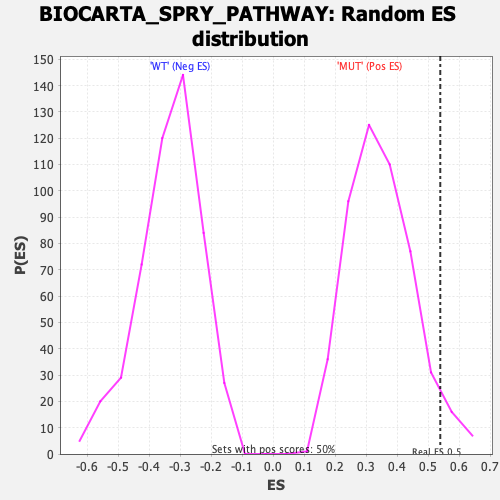 BIOCARTA_SPRY_PATHWAY: Random ES
distribution
'WT' (Neg ES) 'MUT' (Pos ES)
150
140
130
120
110
100
90
80
70
60
50
40
30
20
10
0
P(ES)
Sets with pos scores: 50%
Real ES 0.5
-0.6 -0.5 -0.4 -0.3 -0.2 -0.1 0.0 0.1 0.2 0.3 0.4 0.5 0.6 0.7
ES